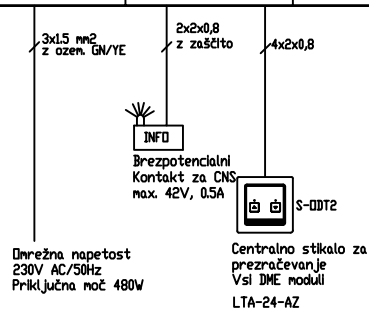 3x1.5 mm2
z ozem. GN/YE
2x2x0,8
z zaščito
4x2x0,8
INFO
Brezpotencialni
Kontakt za CNS
max. 42V, 0.5A
S-ODT2
Omrežna napetost
230V AC/50Hz
Priključna moč 480W
Centralno stikalo za
prezračevanje
Vsi DME moduli
LTA-24-AZ